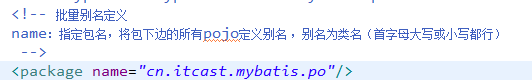 <!-- 批量别名定义
name：指定包名，将包下边的所有pojo定义别名，别名为类名（首字母大写或小写都行）
-->
<package name="cn.itcast.mybatis.po"/>